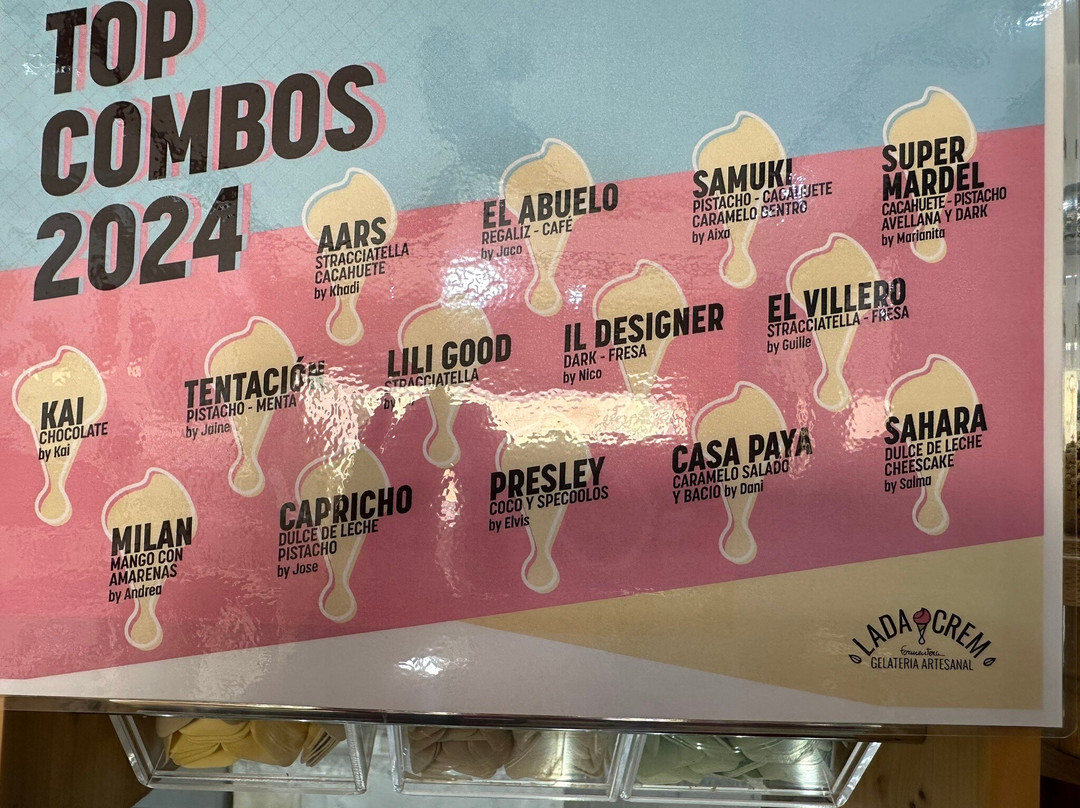 TOP
COMBOS
2024
AARS
STRACCIATELLA
CACAHUETE
by Khadi
EL ABUELO
REGALIZ - CAFÉ
by Jaco
SAMUKI
PISTACHO - CACAHUETE
CARAMELO DENTRO
by Aixa
SUPER
MARDEL
CACAHUETE - PISTACHO
AVELLANA Y DARK
by Marianita
KAI
CHOCOLATE
by Kai
TENTACIÓN
PISTACHO - MENTA
by Jaine
LILI GOOD
STRACCIATELLA
by
IL DESIGNER
DARK - FRESA
by Nico
EL VILLERO
STRACCIATELLA - FRESA
by Guille
MILAN
MANGO CON
AMARENAS
by Andrea
CAPRICHO
DULCE DE LECHE
PISTACHO
by Jose
PRESLEY
COCO Y SPECOOLOS
by Elvis
CASA PAYA
CARAMELO SALADO
Y BACIO by Dani
SAHARA
DULCE DE LECHE
CHEESCAKE
by Salma
LADA CREM
formentera
GELATERIA ARTESANAL